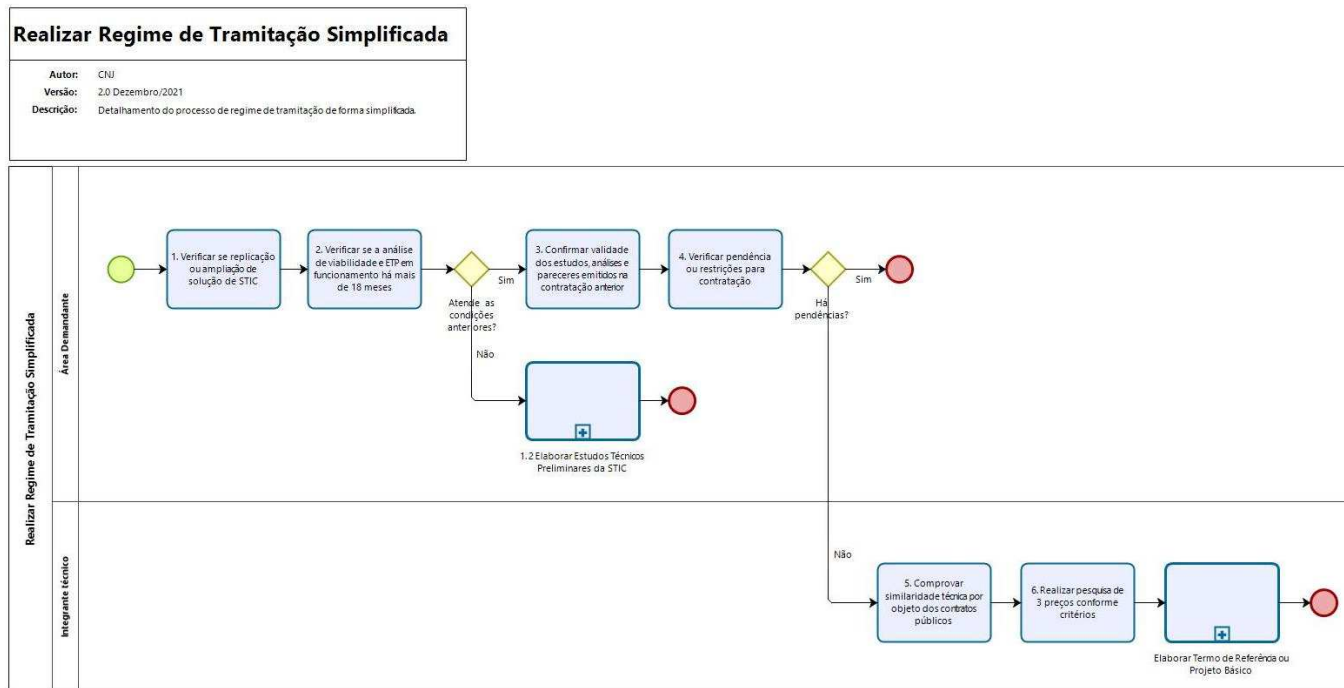 Realizar Regime de Tramitação Simplificada
Autor: CNJ
Versão: 2.0 Dezembro/2021
Descrição: Detalhamento do processo de regime de tramitação de forma simplificada.
Realizar Regime de Tramitação Simplificada
Área Demandante
1. Verificar se replicação
ou ampliação de
solução de STIC
2. Verificar se a análise
de viabilidade e ETP em
funcionamento há mais
de 18 meses
Atende as
condições
anteriores?
Sim
Não
3. Confirmar validade
dos estudos, análises e
pareceres emitidos na
contratação anterior
4. Verificar pendência
ou restrições para
contratação
Há
pendências?
Sim
1.2 Elaborar Estudos Técnicos
Preliminares da STIC
Integrante técnico
Não
5. Comprovar
similaridade técnica por
objeto dos contratos
públicos
6. Realizar pesquisa de
3 preços conforme
critérios
Elaborar Termo de Referência ou
Projeto Básico